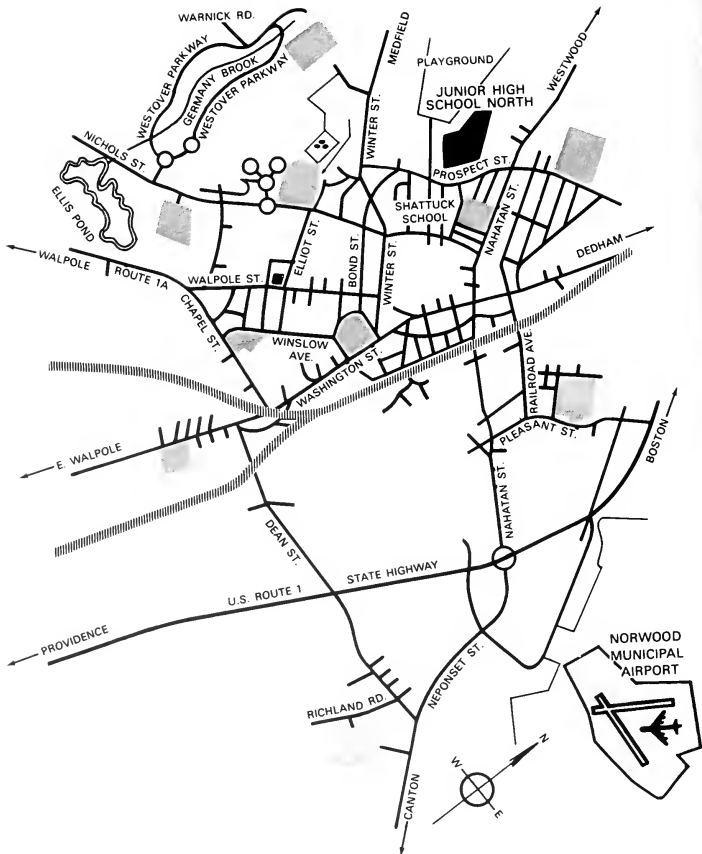 WARNICK RD.
WESTOVER PARKWAY
GERMANY BROOK
WESTOVER PARKWAY
MEDFIELD
PLAYGROUND
WESTWOOD
JUNIOR HIGH
SCHOOL NORTH
NICHOLS ST.
WINTER ST.
PROSPECT ST.
ELLIS POND
SHATTUCK
SCHOOL
NAHATAN ST.
ELLIOT ST.
BOND ST.
WINTER ST.
DEDHAM
WALPOLE
ROUTE 1A
WALPOLE ST.
CHAPEL ST.
WINSLOW
AVE.
WASHINGTON ST.
RAILROAD AVE.
E. WALPOLE
PLEASANT ST.
BOSTON
NAHATAN ST.
DEAN ST.
STATE HIGHWAY
U.S. ROUTE 1
PROVIDENCE
NORWOOD
MUNICIPAL
AIRPORT
NEPONSET ST.
RICHLAND RD.
CANTON
N
W
E
S